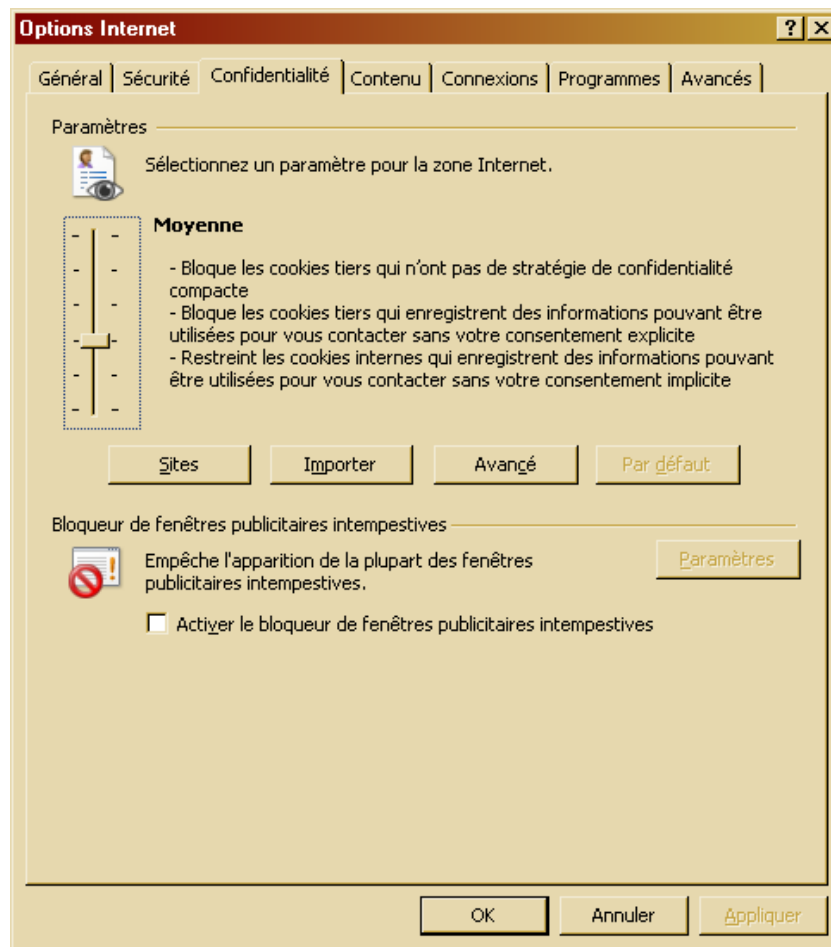 Options Internet
Général Sécurité Confidentialité Contenu Connexions Programmes Avancés
Paramètres
Sélectionnez un paramètre pour la zone Internet.
Moyenne
- Bloque les cookies tiers qui n'ont pas de stratégie de confidentialité
compacte
- Bloque les cookies tiers qui enregistrent des informations pouvant être
utilisées pour vous contacter sans votre consentement explicite
- Restreint les cookies internes qui enregistrent des informations pouvant
être utilisées pour vous contacter sans votre consentement implicite
Sites Importer Avancé Par défaut
Bloqueur de fenêtres publicitaires intempestives
Empêche l'apparition de la plupart des fenêtres
publicitaires intempestives.
Paramètres
Activer le bloqueur de fenêtres publicitaires intempestives
OK Annuler Appliquer